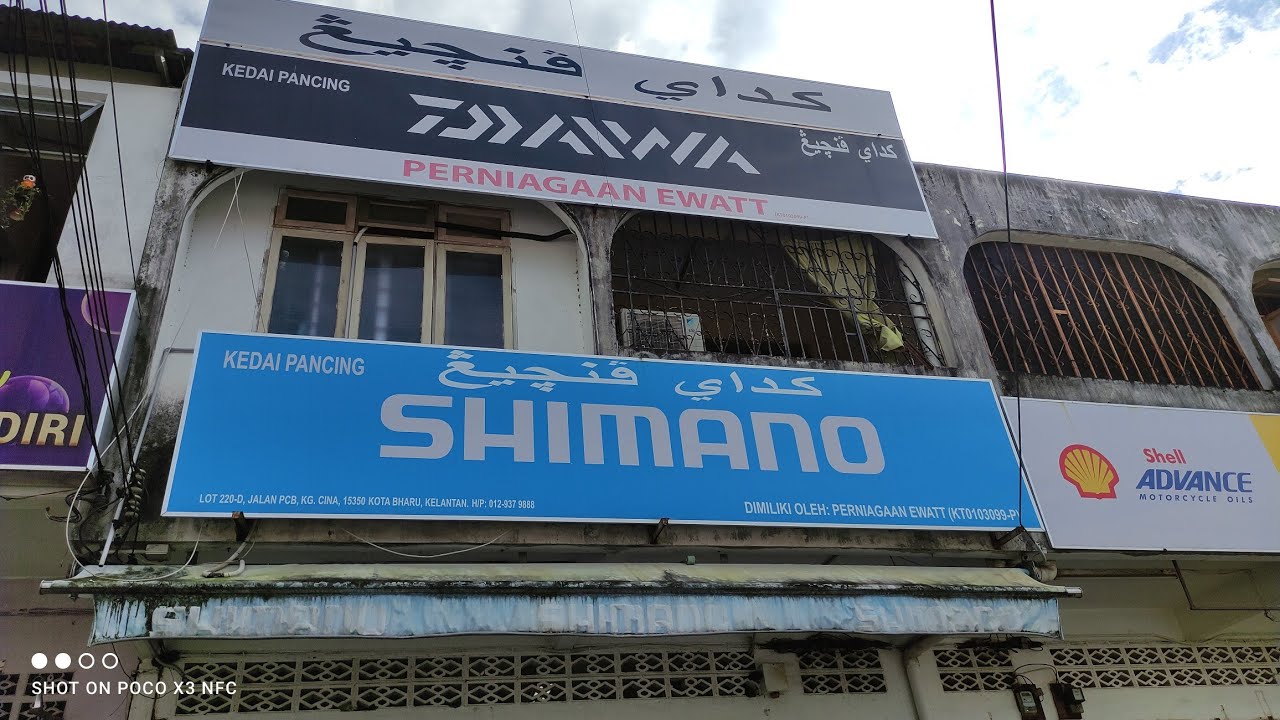 كداي ڤنچيڠ
KEDAI PANCING
DAIWA
كداي ڤنچيڠ
PERNIAGAAN EWATT
KEDAI PANCING
كداي ڤنچيڠ
SHIMANO
LOT 220-D, JALAN PCB, KG. CINA, 15350 KOTA BHARU, KELANTAN. H/P: 012-937 9888
DIMILIKI OLEH: PERNIAGAAN EWATT (KT0103099-P)
DIRI
Shell
ADVANCE
MOTORCYCLE OILS
SHIMANO
SHOT ON POCO X3 NFC